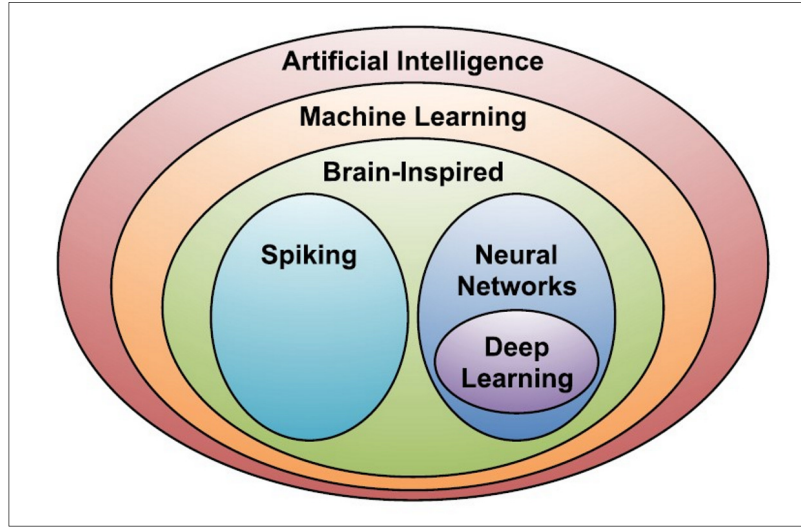 Artificial Intelligence
Machine Learning
Brain-Inspired
Spiking
Neural
Networks
Deep
Learning